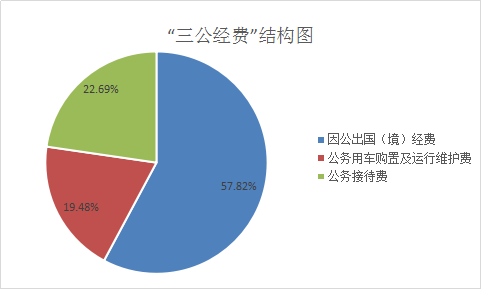 “三公经费”结构图
22.69%
57.82%
19.48%
因公出国（境）经费
公务用车购置及运行维护费
公务接待费